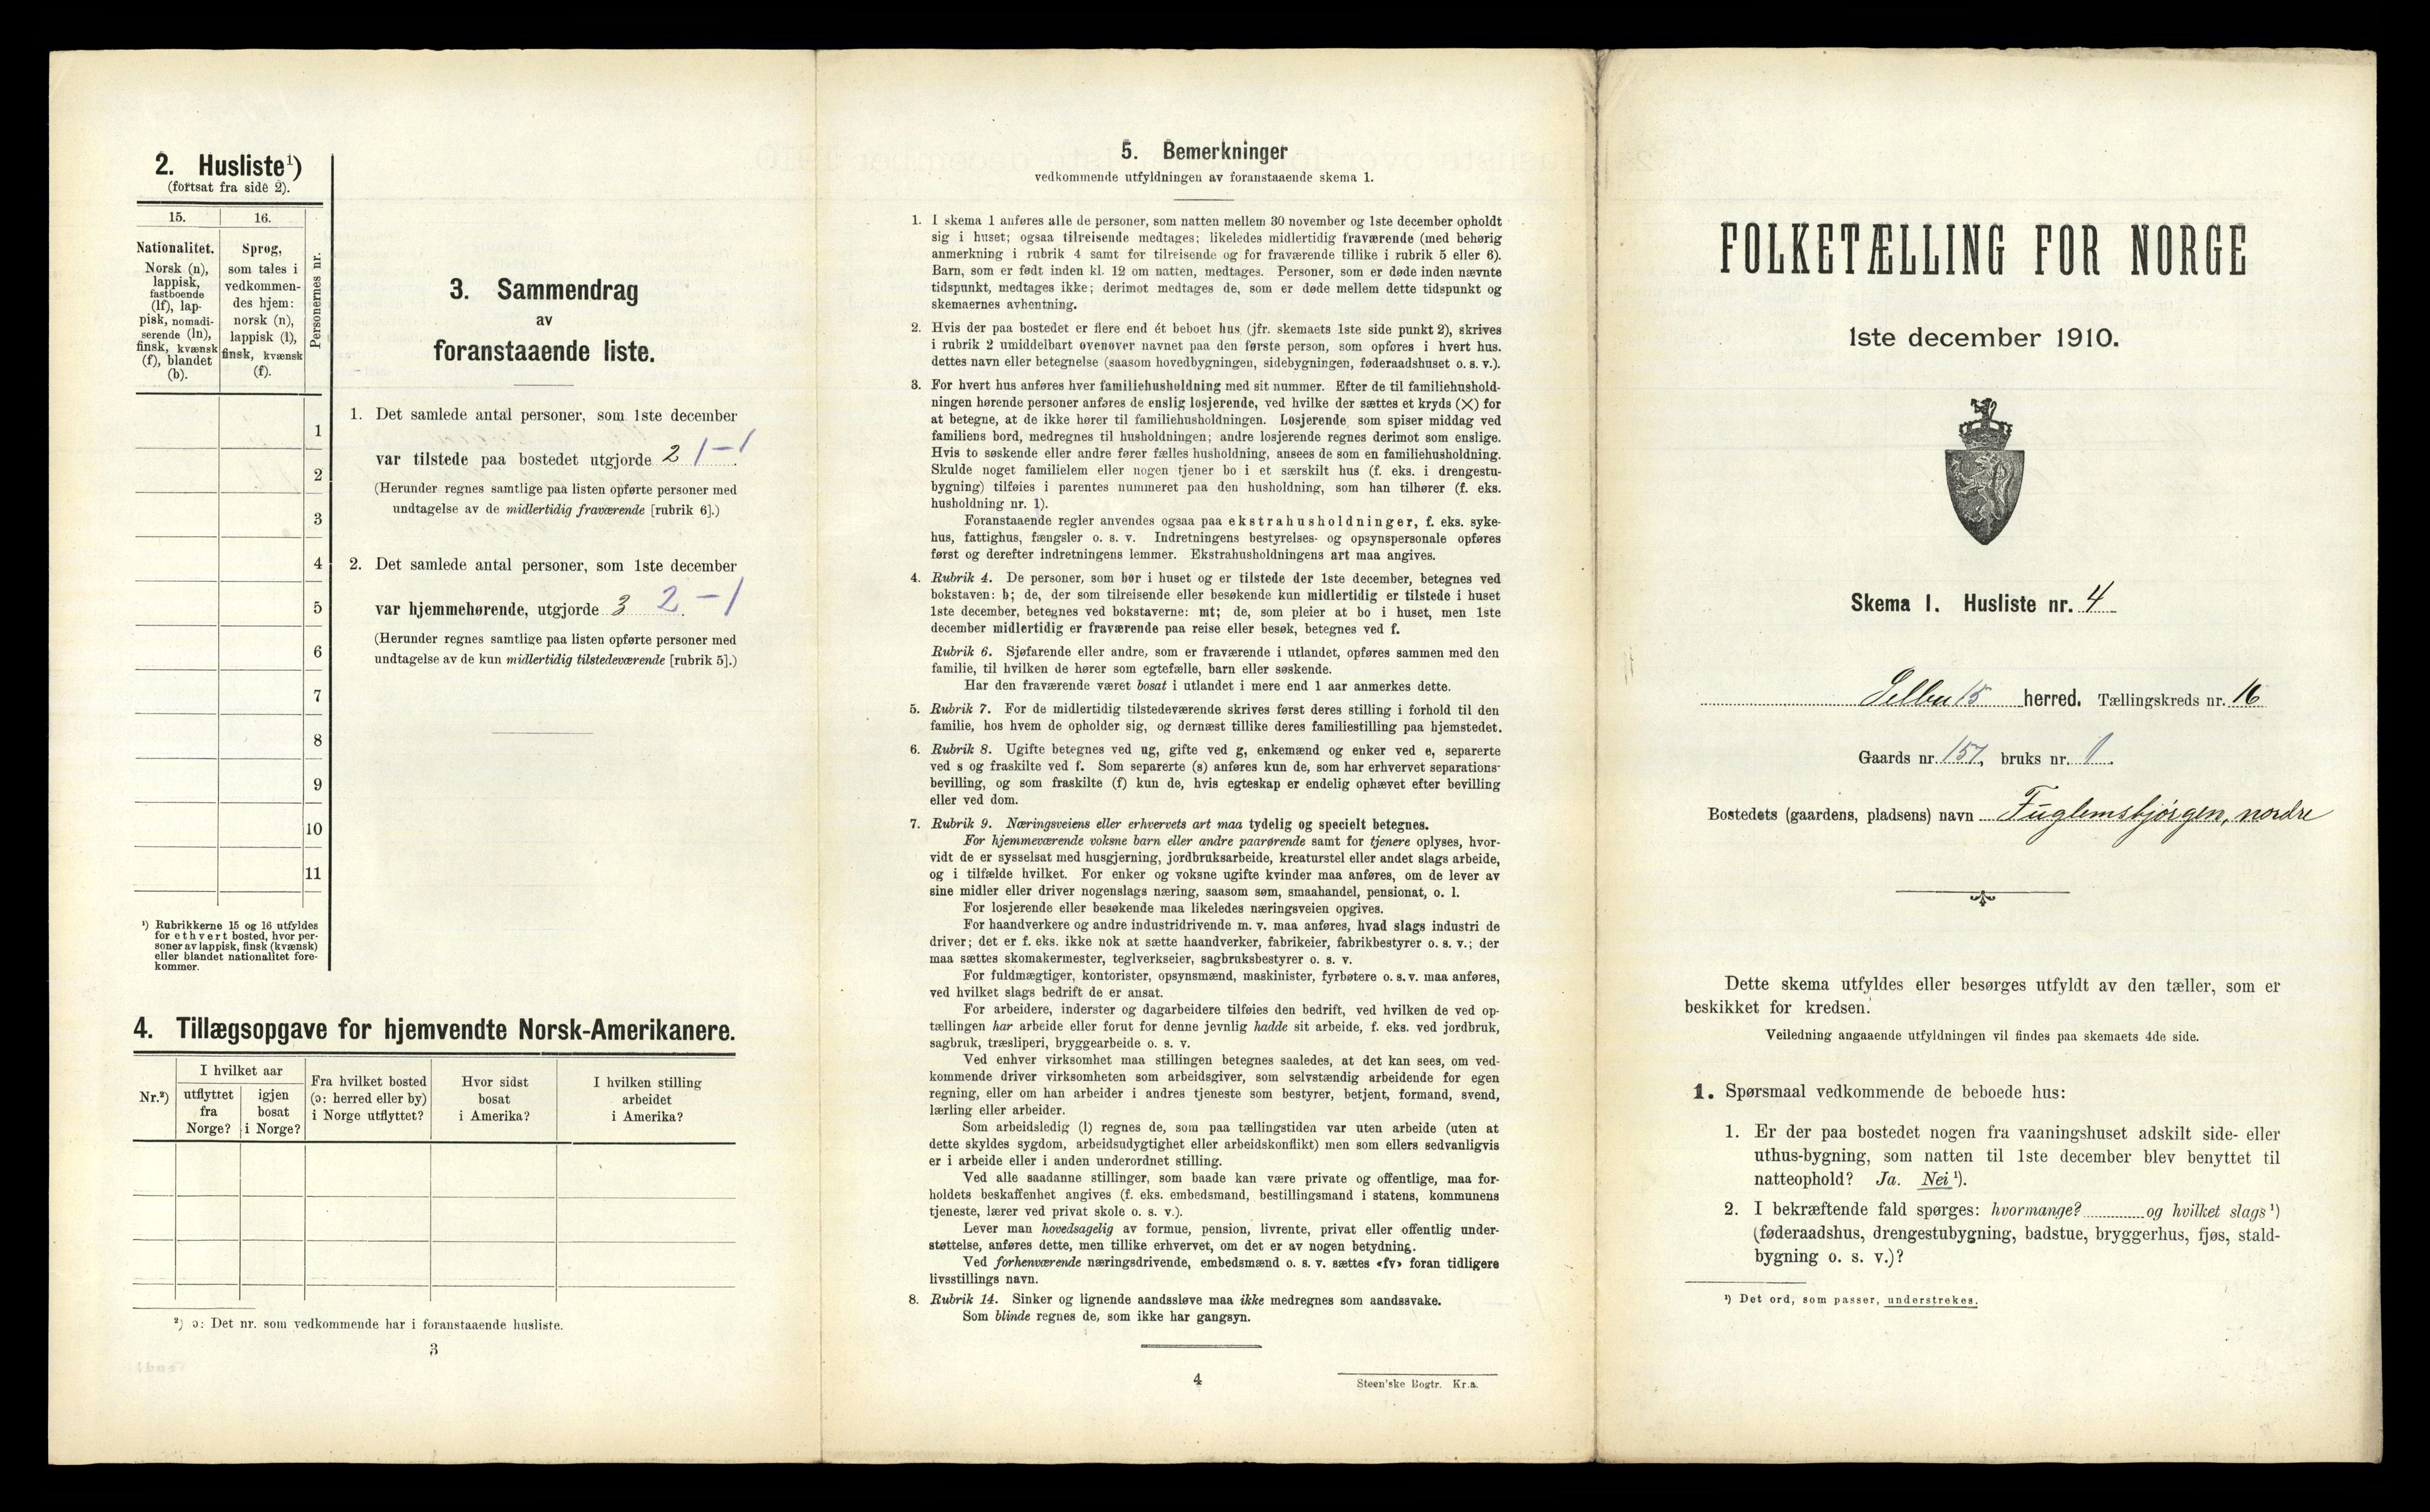 2. Husliste¹)
(fortsat fra side 2).
15.
16.
Nationalitet.
Norsk (n),
lappisk,
fastboende
(lf), lap-
pisk, nomadi-
serende (ln),
finsk, kvænsk
(f), blandet
(b).
Sprog,
som tales i
vedkommen-
des hjem:
norsk (n),
lappisk (l),
finsk, kvænsk
(f).
Personernes nr.
1
2
3
4
5
6
7
8
9
10
11
¹) Rubrikkerne 15 og 16 utfyldes
for ethvert bosted, hvor per-
soner av lappisk, finsk (kvænsk)
eller blandet nationalitet fore-
kommer.
3. Sammendrag
av
foranstaaende liste.
1. Det samlede antal personer, som 1ste december
var tilstede paa bostedet utgjorde 2 1-1.
(Herunder regnes samtlige paa listen opførte personer med
undtagelse av de midlertidig fraværende [rubrik 6].)
2. Det samlede antal personer, som 1ste december
var hjemmehørende, utgjorde 3 2-1.
(Herunder regnes samtlige paa listen opførte personer med
undtagelse av de kun midlertidig tilstedeværende [rubrik 5].)
4. Tillægsopgave for hjemvendte Norsk-Amerikanere.
Nr.²)
I hvilket aar
utflyttet
fra
Norge?
igjen
bosat
i Norge?
Fra hvilket bosted
(ɔ: herred eller by)
i Norge utflyttet?
Hvor sidst
bosat
i Amerika?
I hvilken stilling
arbeidet
i Amerika?
²) ɔ: Det nr. som vedkommende har i foranstaaende husliste.
3
5. Bemerkninger
vedkommende utfyldningen av foranstaaende skema 1.
1. I skema 1 anføres alle de personer, som natten mellem 30 november og 1ste december opholdt
sig i huset; ogsaa tilreisende medtages; likeledes midlertidig fraværende (med behørig
anmerkning i rubrik 4 samt for tilreisende og for fraværende tillike i rubrik 5 eller 6).
Barn, som er født inden kl. 12 om natten, medtages. Personer, som er døde inden nævnte
tidspunkt, medtages ikke; derimot medtages de, som er døde mellem dette tidspunkt og
skemaernes avhentning.
2. Hvis der paa bostedet er flere end ét beboet hus (jfr. skemaets 1ste side punkt 2), skrives
i rubrik 2 umiddelbart ovenover navnet paa den første person, som opføres i hvert hus.
dettes navn eller betegnelse (saasom hovedbygningen, sidebygningen, føderaadshuset o. s. v.).
3. For hvert hus anføres hver familiehusholdning med sit nummer. Efter de til familiehushold-
ningen hørende personer anføres de enslig losjerende, ved hvilke der sættes et kryds (×) for
at betegne, at de ikke hører til familiehusholdningen. Losjerende som spiser middag ved
familiens bord, medregnes til husholdningen; andre losjerende regnes derimot som enslige.
Hvis to søskende eller andre fører fælles husholdning, ansees de som en familiehusholdning.
Skulde noget familielem eller nogen tjener bo i et særskilt hus (f. eks. i drengestu-
bygning) tilføies i parentes nummeret paa den husholdning, som han tilhører (f. eks.
husholdning nr. 1).
Foranstaaende regler anvendes ogsaa paa ekstrahusholdninger, f. eks. syke-
hus, fattighus, fængsler o. s. v. Indretningens bestyrelses- og opsynspersonale opføres
først og derefter indretningens lemmer. Ekstrahusholdningens art maa angives.
4. Rubrik 4. De personer, som bor i huset og er tilstede der 1ste december, betegnes ved
bokstaven: b; de, der som tilreisende eller besøkende kun midlertidig er tilstede i huset
1ste december, betegnes ved bokstaverne: mt; de, som pleier at bo i huset, men 1ste
december midlertidig er fraværende paa reise eller besøk, betegnes ved f.
Rubrik 6. Sjøfarende eller andre, som er fraværende i utlandet, opføres sammen med den
familie, til hvilken de hører som egtefælle, barn eller søskende.
Har den fraværende været bosat i utlandet i mere end 1 aar anmerkes dette.
5. Rubrik 7. For de midlertidig tilstedeværende skrives først deres stilling i forhold til den
familie, hos hvem de opholder sig, og dernæst tillike deres familiestilling paa hjemstedet.
6. Rubrik 8. Ugifte betegnes ved ug, gifte ved g, enkemænd og enker ved e, separerte
ved s og fraskilte ved f. Som separerte (s) anføres kun de, som har erhvervet separations-
bevilling, og som fraskilte (f) kun de, hvis egteskap er endelig ophævet efter bevilling
eller ved dom.
7. Rubrik 9. Næringsveiens eller erhvervets art maa tydelig og specielt betegnes.
For hjemmeværende voksne barn eller andre paarørende samt for tjenere oplyses, hvor-
vidt de er sysselsat med husgjerning, jordbruksarbeide, kreaturstel eller andet slags arbeide,
og i tilfælde hvilket. For enker og voksne ugifte kvinder maa anføres, om de lever av
sine midler eller driver nogenslags næring, saasom søm, smaahandel, pensionat, o. l.
For losjerende eller besøkende maa likeledes næringsveien opgives.
For haandverkere og andre industridrivende m. v. maa anføres, hvad slags industri de
driver; det er f. eks. ikke nok at sætte haandverker, fabrikeier, fabrikbestyrer o. s. v.; der
maa sættes skomakermester, teglverkseier, sagbruksbestyrer o. s. v.
For fuldmægtiger, kontorister, opsynsmænd, maskinister, fyrbøtere o. s. v. maa anføres,
ved hvilket slags bedrift de er ansat.
For arbeidere, inderster og dagarbeidere tilføies den bedrift, ved hvilken de ved op-
tællingen har arbeide eller forut for denne jevnlig hadde sit arbeide, f. eks. ved jordbruk,
sagbruk, træsliperi, bryggearbeide o. s. v.
Ved enhver virksomhet maa stillingen betegnes saaledes, at det kan sees, om ved-
kommende driver virksomheten som arbeidsgiver, som selvstændig arbeidende for egen
regning, eller om han arbeider i andres tjeneste som bestyrer, betjent, formand, svend,
lærling eller arbeider.
Som arbeidsledig (l) regnes de, som paa tællingstiden var uten arbeide (uten at
dette skyldes sygdom, arbeidsudygtighet eller arbeidskonflikt) men som ellers sedvanligvis
er i arbeide eller i anden underordnet stilling.
Ved alle saadanne stillinger, som baade kan være private og offentlige, maa for-
holdets beskaffenhet angives (f. eks. embedsmand, bestillingsmand i statens, kommunens
tjeneste, lærer ved privat skole o. s. v.).
Lever man hovedsagelig av formue, pension, livrente, privat eller offentlig under-
støttelse, anføres dette, men tillike erhvervet, om det er av nogen betydning.
Ved forhenværende næringsdrivende, embedsmænd o. s. v. sættes «fv» foran tidligere
livsstillings navn.
8. Rubrik 14. Sinker og lignende aandssløve maa ikke medregnes som aandssvake.
Som blinde regnes de, som ikke har gangsyn.
4
Steen'ske Bogtr. Kr.a.
FOLKETÆLLING FOR NORGE
1ste december 1910.
Skema 1. Husliste nr. 4
Selbu 15 herred. Tællingskreds nr. 16
Gaards nr. 157, bruks nr. 1.
Bostedets (gaardens, pladsens) navn Fuglemsbjørgen, nordre
Dette skema utfyldes eller besørges utfyldt av den tæller, som er
beskikket for kredsen.
Veiledning angaaende utfyldningen vil findes paa skemaets 4de side.
1. Spørsmaal vedkommende de beboede hus:
1. Er der paa bostedet nogen fra vaaningshuset adskilt side- eller
uthus-bygning, som natten til 1ste december blev benyttet til
natteophold? Ja. Nei ¹).
2. I bekræftende fald spørges: hvormange? og hvilket slags ¹)
(føderaadshus, drengestubygning, badstue, bryggerhus, fjøs, stald-
bygning o. s. v.)?
¹) Det ord, som passer, understrekes.